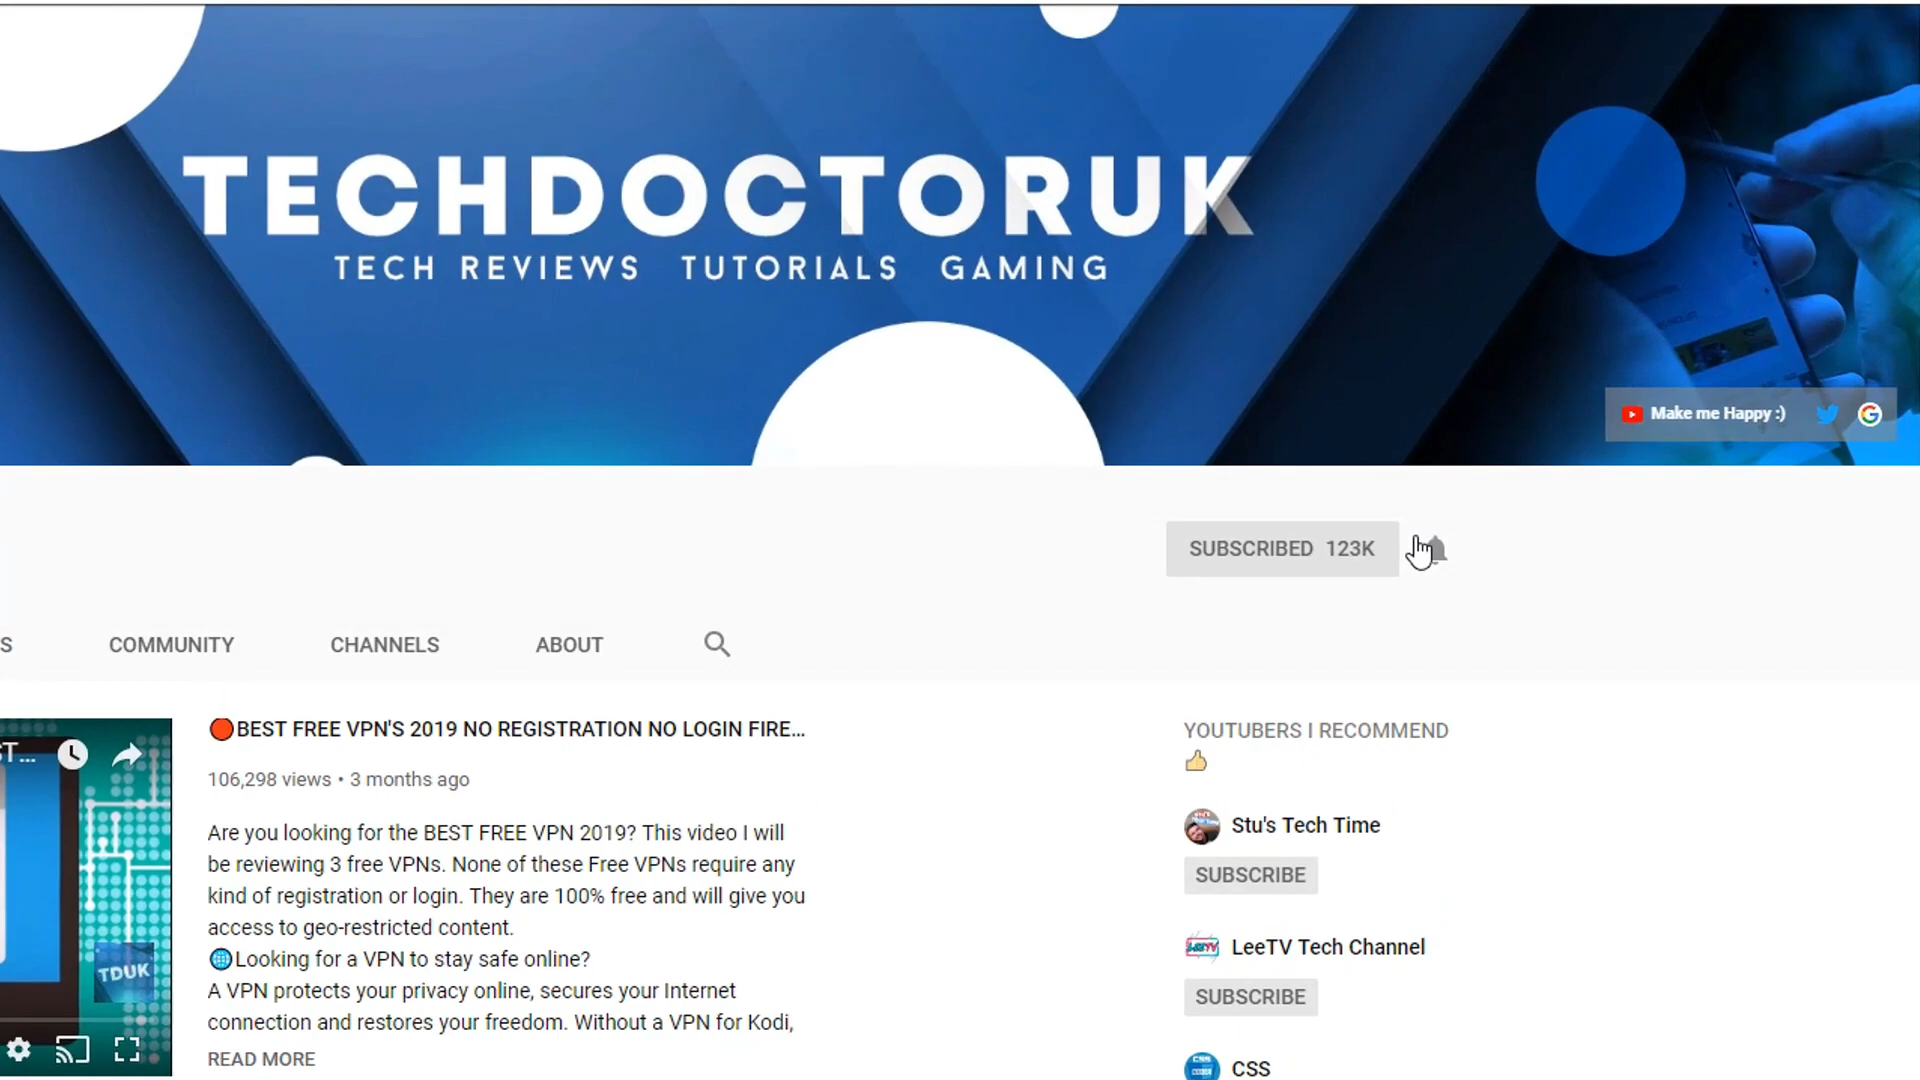 TECHDOCTORUK
TECH REVIEWS TUTORIALS GAMING
Make me Happy :)
SUBSCRIBED 123K
S COMMUNITY CHANNELS ABOUT
T...
🔴BEST FREE VPN'S 2019 NO REGISTRATION NO LOGIN FIRE...
106,298 views • 3 months ago
Are you looking for the BEST FREE VPN 2019? This video I will
be reviewing 3 free VPNs. None of these Free VPNs require any
kind of registration or login. They are 100% free and will give you
access to geo-restricted content.
🌐Looking for a VPN to stay safe online?
A VPN protects your privacy online, secures your Internet
connection and restores your freedom. Without a VPN for Kodi,
READ MORE
TDUK
YOUTUBERS I RECOMMEND
👍
Stu's Tech Time
SUBSCRIBE
LeeTV Tech Channel
SUBSCRIBE
CSS